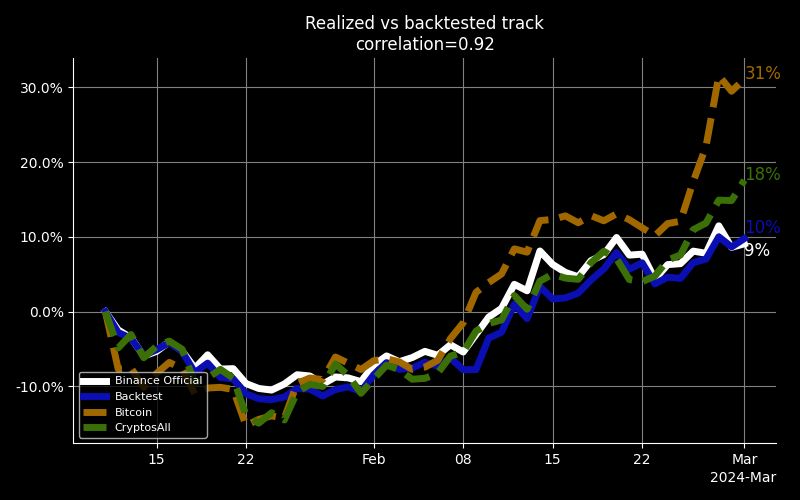 Realized vs backtested track
correlation=0.92
30.0%
20.0%
10.0%
0.0%
-10.0%
31%
18%
10%
9%
Binance Official
Backtest
Bitcoin
CryptosAll
15
22
Feb
08
15
22
Mar
2024-Mar